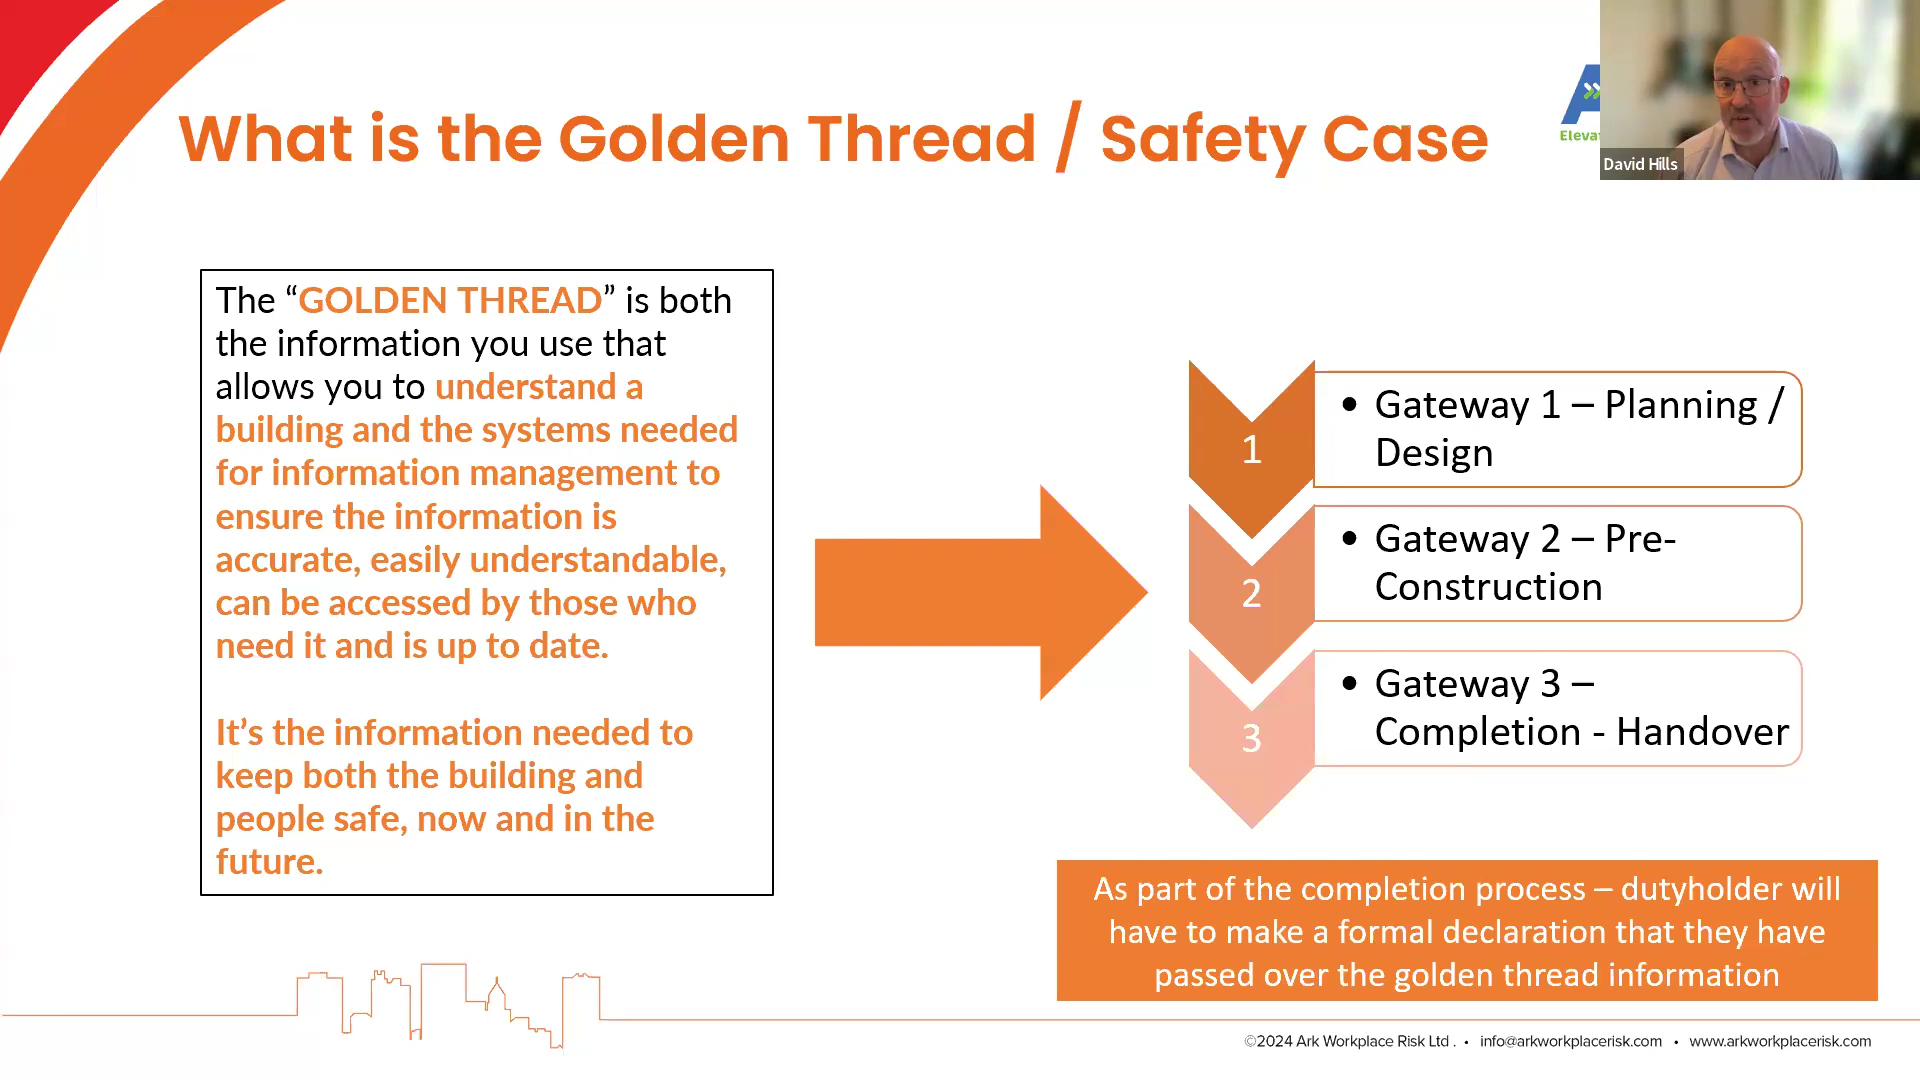 What is the Golden Thread / Safety Case
David Hills
The “GOLDEN THREAD” is both
the information you use that
allows you to understand a
building and the systems needed
for information management to
ensure the information is
accurate, easily understandable,
can be accessed by those who
need it and is up to date.
It’s the information needed to
keep both the building and
people safe, now and in the
future.
1
• Gateway 1 – Planning /
Design
2
• Gateway 2 – Pre-
Construction
3
• Gateway 3 –
Completion - Handover
As part of the completion process – dutyholder will
have to make a formal declaration that they have
passed over the golden thread information
©2024 Ark Workplace Risk Ltd . • info@arkworkplacerisk.com • www.arkworkplacerisk.com